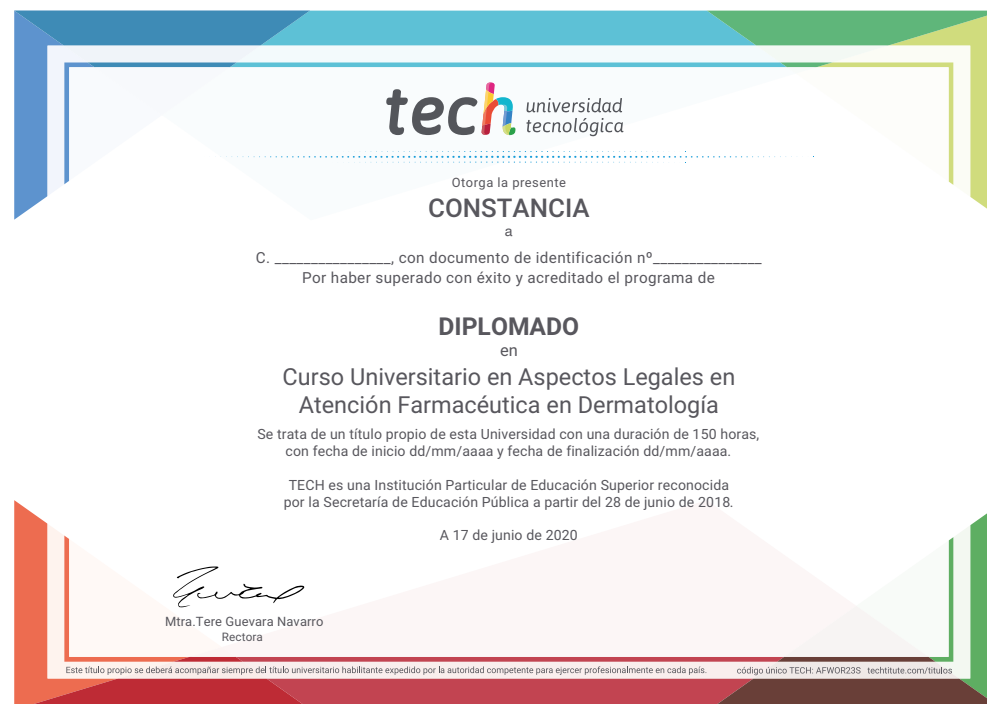 tech universidad
tecnológica
Otorga la presente
CONSTANCIA
a
C. ________________, con documento de identificación nº_______________
Por haber superado con éxito y acreditado el programa de
DIPLOMADO
en
Curso Universitario en Aspectos Legales en
Atención Farmacéutica en Dermatología
Se trata de un título propio de esta Universidad con una duración de 150 horas,
con fecha de inicio dd/mm/aaaa y fecha de finalización dd/mm/aaaa.
TECH es una Institución Particular de Educación Superior reconocida
por la Secretaría de Educación Pública a partir del 28 de junio de 2018.
A 17 de junio de 2020
Mtra.Tere Guevara Navarro
Rectora
Este título propio se deberá acompañar siempre del título universitario habilitante expedido por la autoridad competente para ejercer profesionalmente en cada país. código único TECH: AFWOR23S techtitute.com/titulos